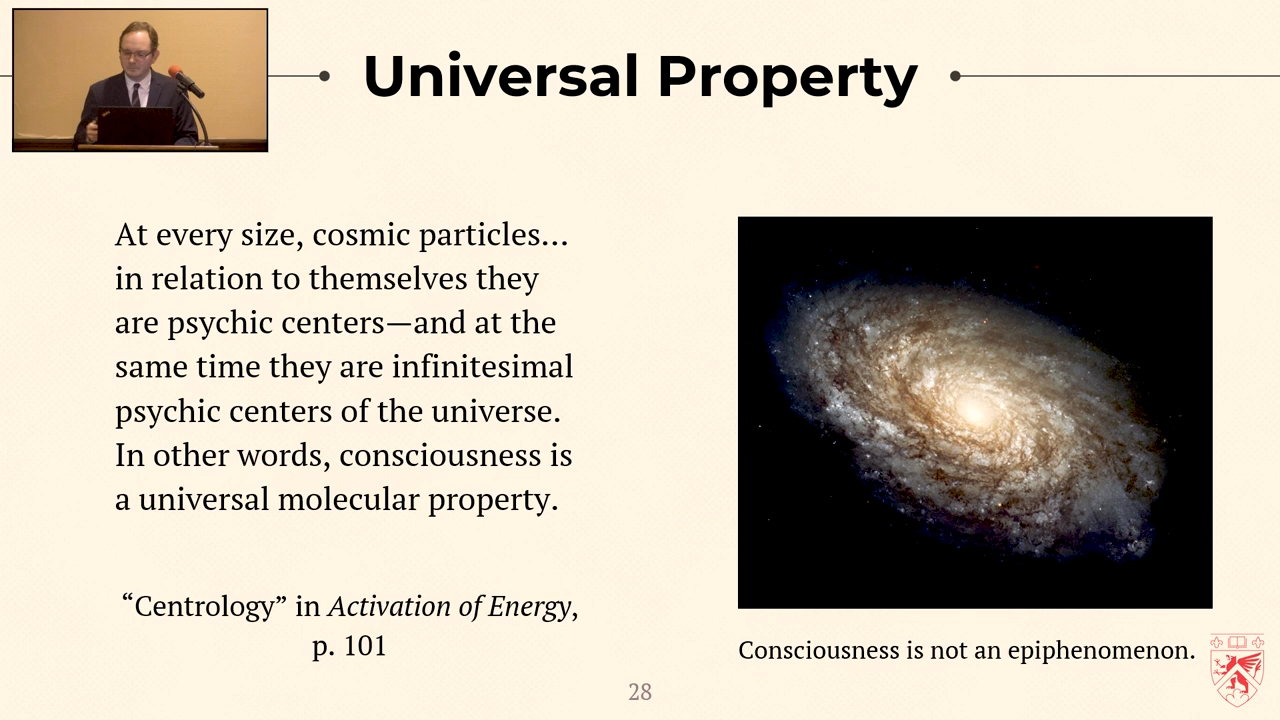 Universal Property
At every size, cosmic particles…
in relation to themselves they
are psychic centers—and at the
same time they are infinitesimal
psychic centers of the universe.
In other words, consciousness is
a universal molecular property.
“Centrology” in Activation of Energy,
p. 101
Consciousness is not an epiphenomenon.
28